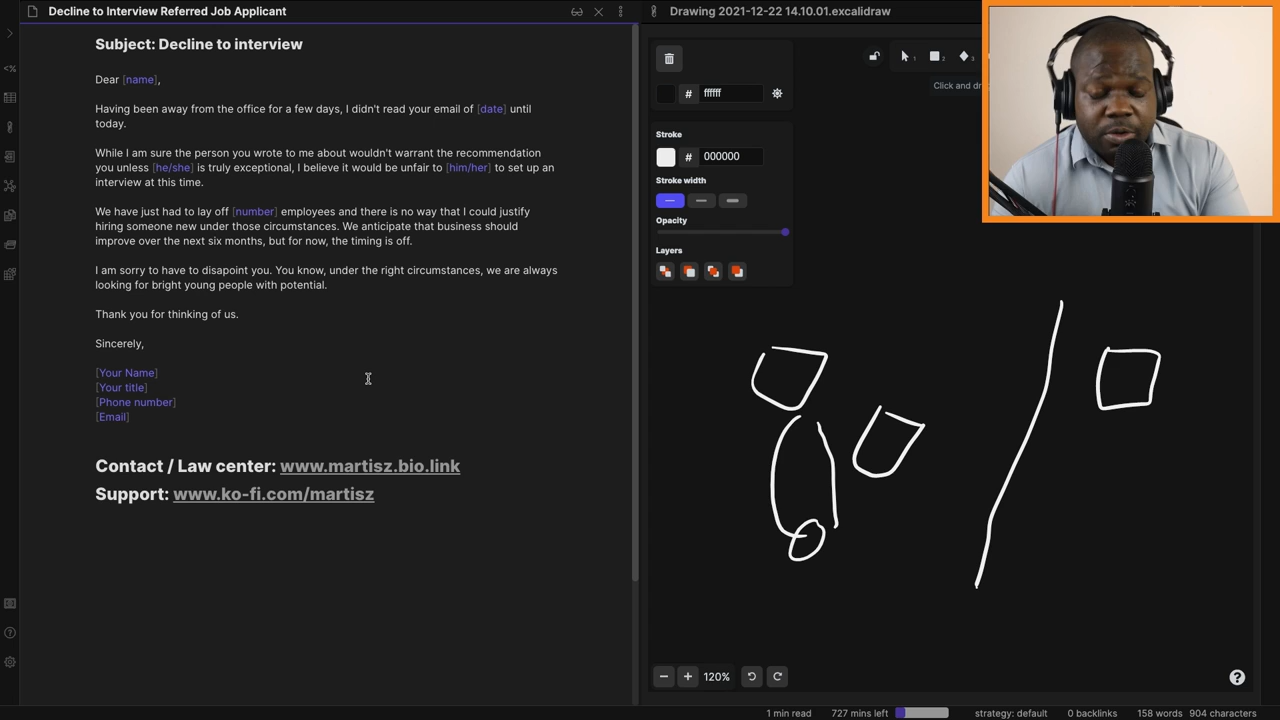 Decline to Interview Referred Job Applicant
Subject: Decline to interview
Dear [name],
Having been away from the office for a few days, I didn't read your email of [date] until
today.
While I am sure the person you wrote to me about wouldn't warrant the recommendation
you unless [he/she] is truly exceptional, I believe it would be unfair to [him/her] to set up an
interview at this time.
We have just had to lay off [number] employees and there is no way that I could justify
hiring someone new under those circumstances. We anticipate that business should
improve over the next six months, but for now, the timing is off.
I am sorry to have to disapoint you. You know, under the right circumstances, we are always
looking for bright young people with potential.
Thank you for thinking of us.
Sincerely,
[Your Name]
[Your title]
[Phone number]
[Email]
Contact / Law center: www.martisz.bio.link
Support: www.ko-fi.com/martisz
Drawing 2021-12-22 14.10.01.excalidraw
1
2
3
Click and dr
# ffffff
Stroke
# 000000
Stroke width
Opacity
Layers
120%
1 min read
727 mins left
strategy: default
0 backlinks
158 words
904 characters